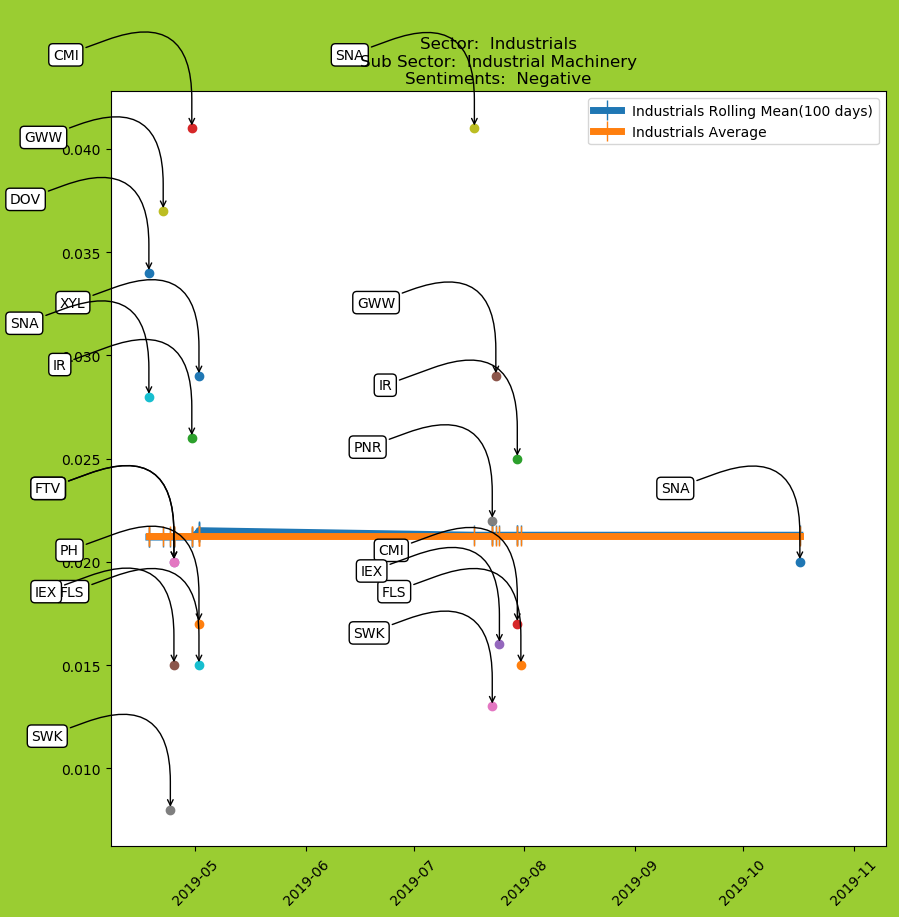 CMI
SNA
Sector:  Industrials
Sub Sector:  Industrial Machinery
Sentiments:  Negative
Industrials Rolling Mean(100 days)
Industrials Average
GWW
0.040
DOV
0.035
XYL
GWW
SNA
0.030
IR
IR
PNR
0.025
FTV
SNA
PH
CMI
0.020
IEX
IEX
FLS
FLS
SWK
0.015
SWK
0.010
2019-05
2019-06
2019-07
2019-08
2019-09
2019-10
2019-11